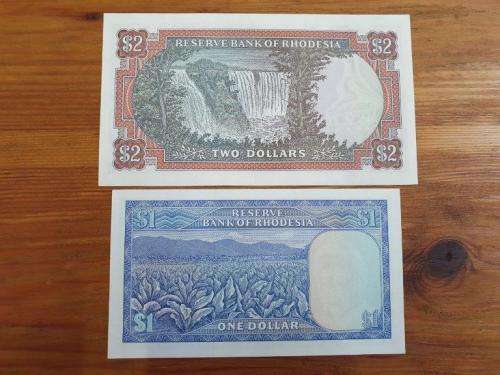 $2 RESERVE BANK OF RHODESIA $2
$2 TWO DOLLARS $2
$1 RESERVE $1
BANK OF RHODESIA
$1 ONE DOLLAR $1